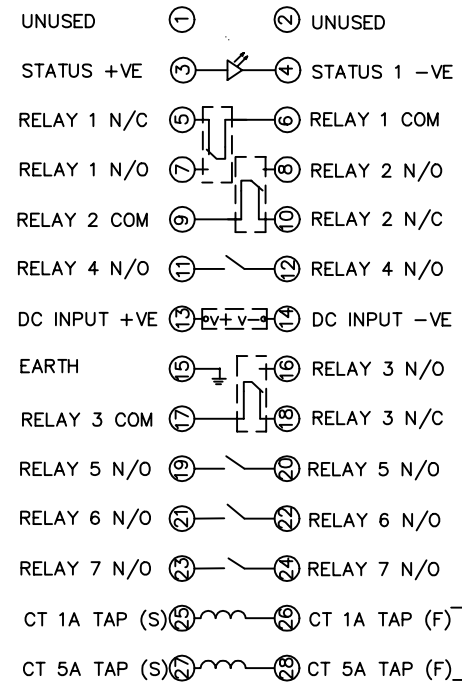 UNUSED 1 2 UNUSED
STATUS +VE 3 4 STATUS 1 -VE
RELAY 1 N/C 5 6 RELAY 1 COM
RELAY 1 N/O 7 8 RELAY 2 N/O
RELAY 2 COM 9 10 RELAY 2 N/C
RELAY 4 N/O 11 12 RELAY 4 N/O
DC INPUT +VE 13 V+ V- 14 DC INPUT -VE
EARTH 15 16 RELAY 3 N/O
RELAY 3 COM 17 18 RELAY 3 N/C
RELAY 5 N/O 19 20 RELAY 5 N/O
RELAY 6 N/O 21 22 RELAY 6 N/O
RELAY 7 N/O 23 24 RELAY 7 N/O
CT 1A TAP (S) 25 26 CT 1A TAP (F)
CT 5A TAP (S) 27 28 CT 5A TAP (F)